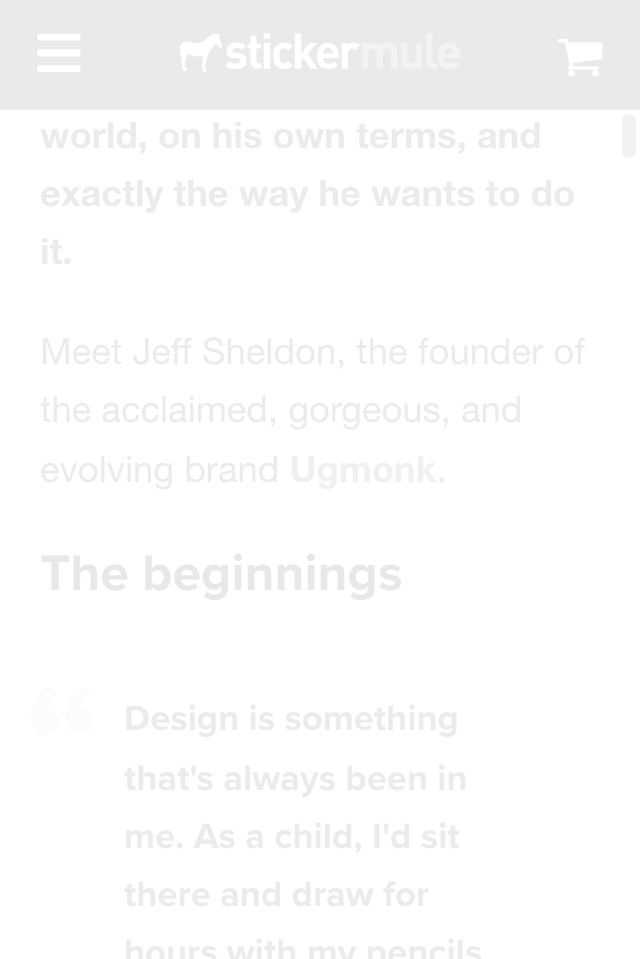 stickermule
world, on his own terms, and
exactly the way he wants to do
it.
Meet Jeff Sheldon, the founder of
the acclaimed, gorgeous, and
evolving brand Ugmonk.
The beginnings
“
Design is something
that's always been in
me. As a child, I'd sit
there and draw for
hours with my pencils